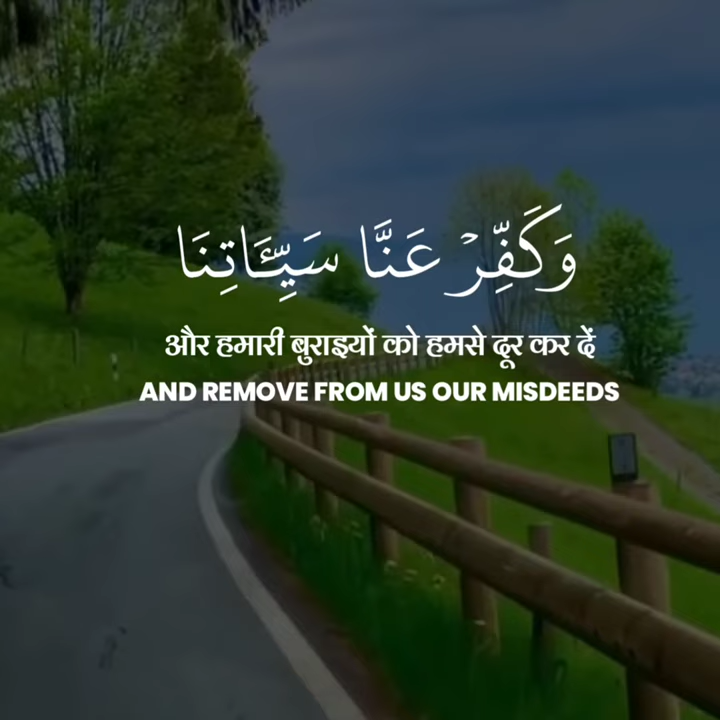 وَكَفِّرْ عَنَّا سَيِّـَٔاتِنَا
और हमारी बुराइयों को हमसे दूर कर दें
AND REMOVE FROM US OUR MISDEEDS